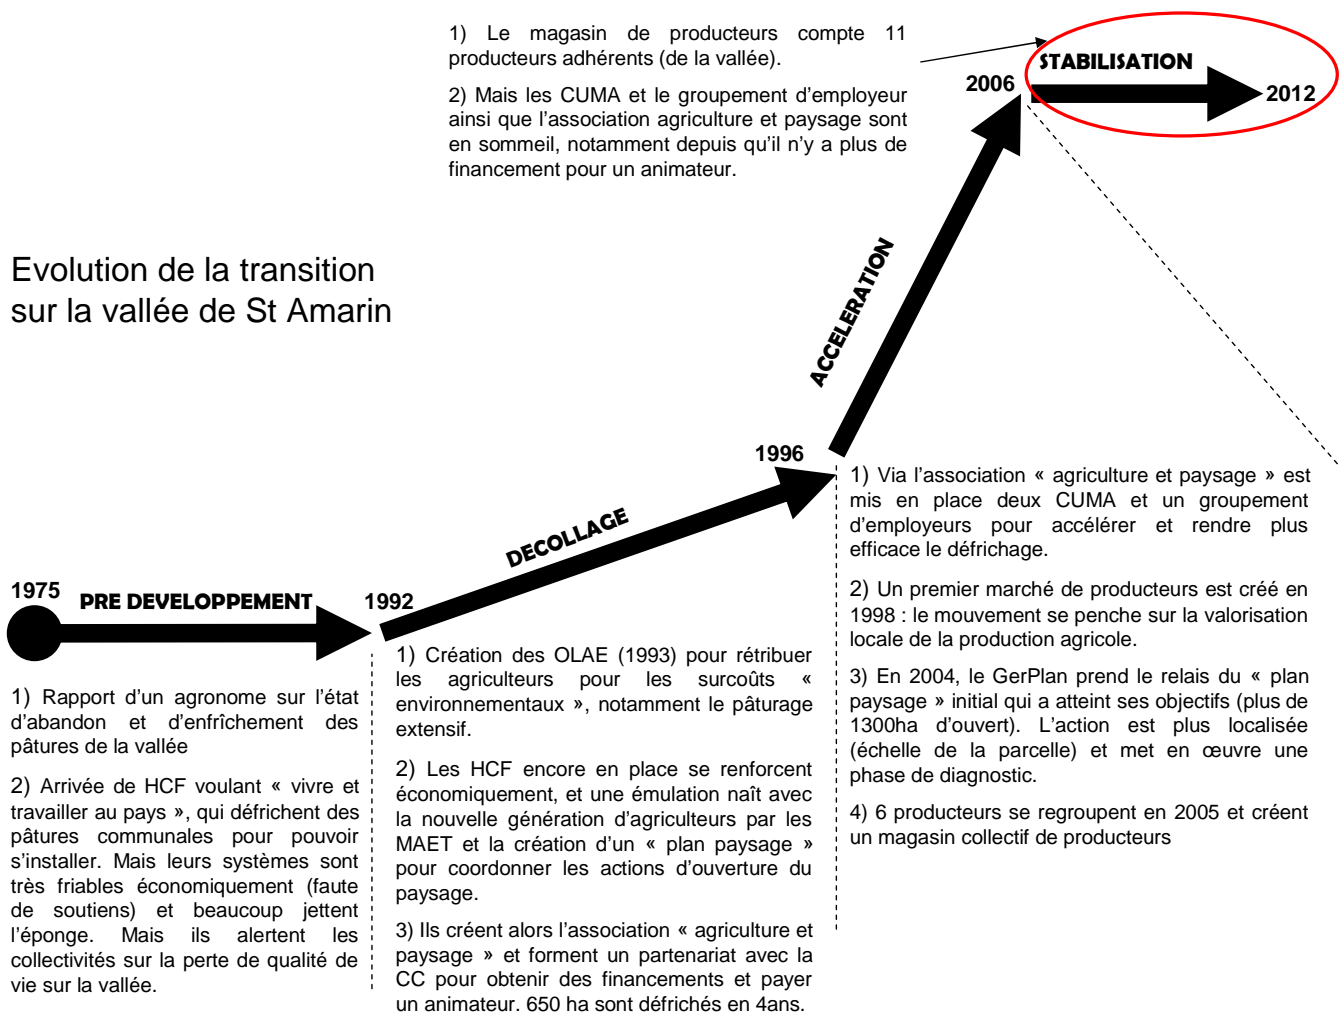 1) Le magasin de producteurs compte 11
producteurs adhérents (de la vallée).
2) Mais les CUMA et le groupement d'employeur
ainsi que l'association agriculture et paysage sont
en sommeil, notamment depuis qu'il n'y a plus de
financement pour un animateur.
STABILISATION
2006
2012
Evolution de la transition
sur la vallée de St Amarin
ACCELERATION
1996
DECOLLAGE
1975
PRE DEVELOPPEMENT
1992
1) Rapport d'un agronome sur l'état
d'abandon et d'enfrîchement des
pâtures de la vallée
2) Arrivée de HCF voulant « vivre et
travailler au pays », qui défrichent des
pâtures communales pour pouvoir
s'installer. Mais leurs systèmes sont
très friables économiquement (faute
de soutiens) et beaucoup jettent
l'éponge. Mais ils alertent les
collectivités sur la perte de qualité de
vie sur la vallée.
1) Création des OLAE (1993) pour rétribuer
les agriculteurs pour les surcoûts «
environnementaux », notamment le pâturage
extensif.
2) Les HCF encore en place se renforcent
économiquement, et une émulation naît avec
la nouvelle génération d'agriculteurs par les
MAET et la création d'un « plan paysage »
pour coordonner les actions d'ouverture du
paysage.
3) Ils créent alors l'association « agriculture et
paysage » et forment un partenariat avec la
CC pour obtenir des financements et payer
un animateur. 650 ha sont défrichés en 4ans.
1) Via l'association « agriculture et paysage » est
mis en place deux CUMA et un groupement
d'employeurs pour accélérer et rendre plus
efficace le défrichage.
2) Un premier marché de producteurs est créé en
1998 : le mouvement se penche sur la valorisation
locale de la production agricole.
3) En 2004, le GerPlan prend le relais du « plan
paysage » initial qui a atteint ses objectifs (plus de
1300ha d'ouvert). L'action est plus localisée
(échelle de la parcelle) et met en œuvre une
phase de diagnostic.
4) 6 producteurs se regroupent en 2005 et créent
un magasin collectif de producteurs